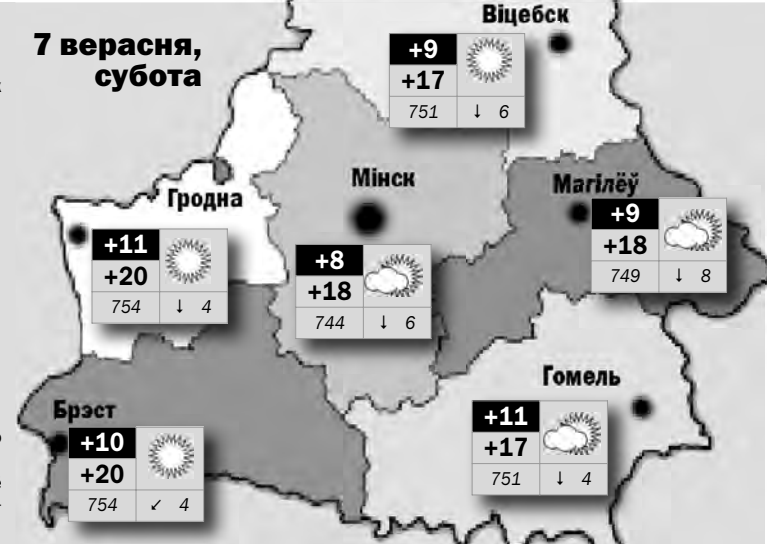 7 верасня,
субота
Віцебск
+9
+17
751 ↓ 6
Мінск
+8
+18
744 ↓ 6
Магілёў
+9
+18
749 ↓ 8
Гродна
+11
+20
754 ↓ 4
Гомель
+11
+17
751 ↓ 4
Брэст
+10
+20
754 ↙ 4